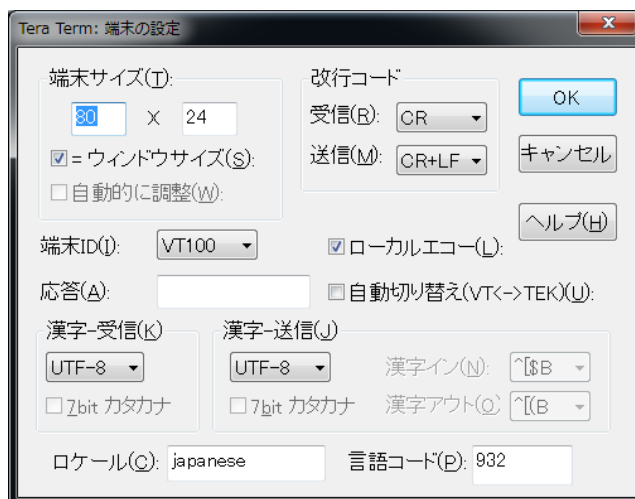 Tera Term: 端末の設定
端末サイズ(T):
80 X 24
= ウィンドウサイズ(S):
自動的に調整(W):
改行コード
受信(R): CR
送信(M): CR+LF
OK
キャンセル
ヘルプ(H)
端末ID(I): VT100
ローカルエコー(L):
応答(A):
自動切り替え(VT<->TEK)(U):
漢字-受信(K)
UTF-8
7bit カタカナ
漢字-送信(J)
UTF-8
7bit カタカナ
漢字イン(N): ^[$B
漢字アウト(O) ^[(B
ロケール(C): japanese
言語コード(P): 932